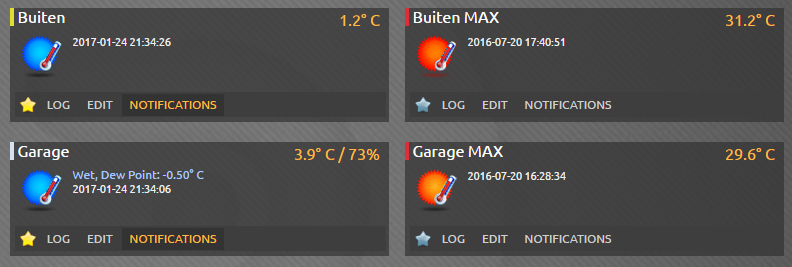 Buiten
1.2° C
2017-01-24 21:34:26
LOG EDIT NOTIFICATIONS
Buiten MAX
31.2° C
2016-07-20 17:40:51
LOG EDIT NOTIFICATIONS
Garage
3.9° C / 73%
Wet, Dew Point: -0.50° C
2017-01-24 21:34:06
LOG EDIT NOTIFICATIONS
Garage MAX
29.6° C
2016-07-20 16:28:34
LOG EDIT NOTIFICATIONS